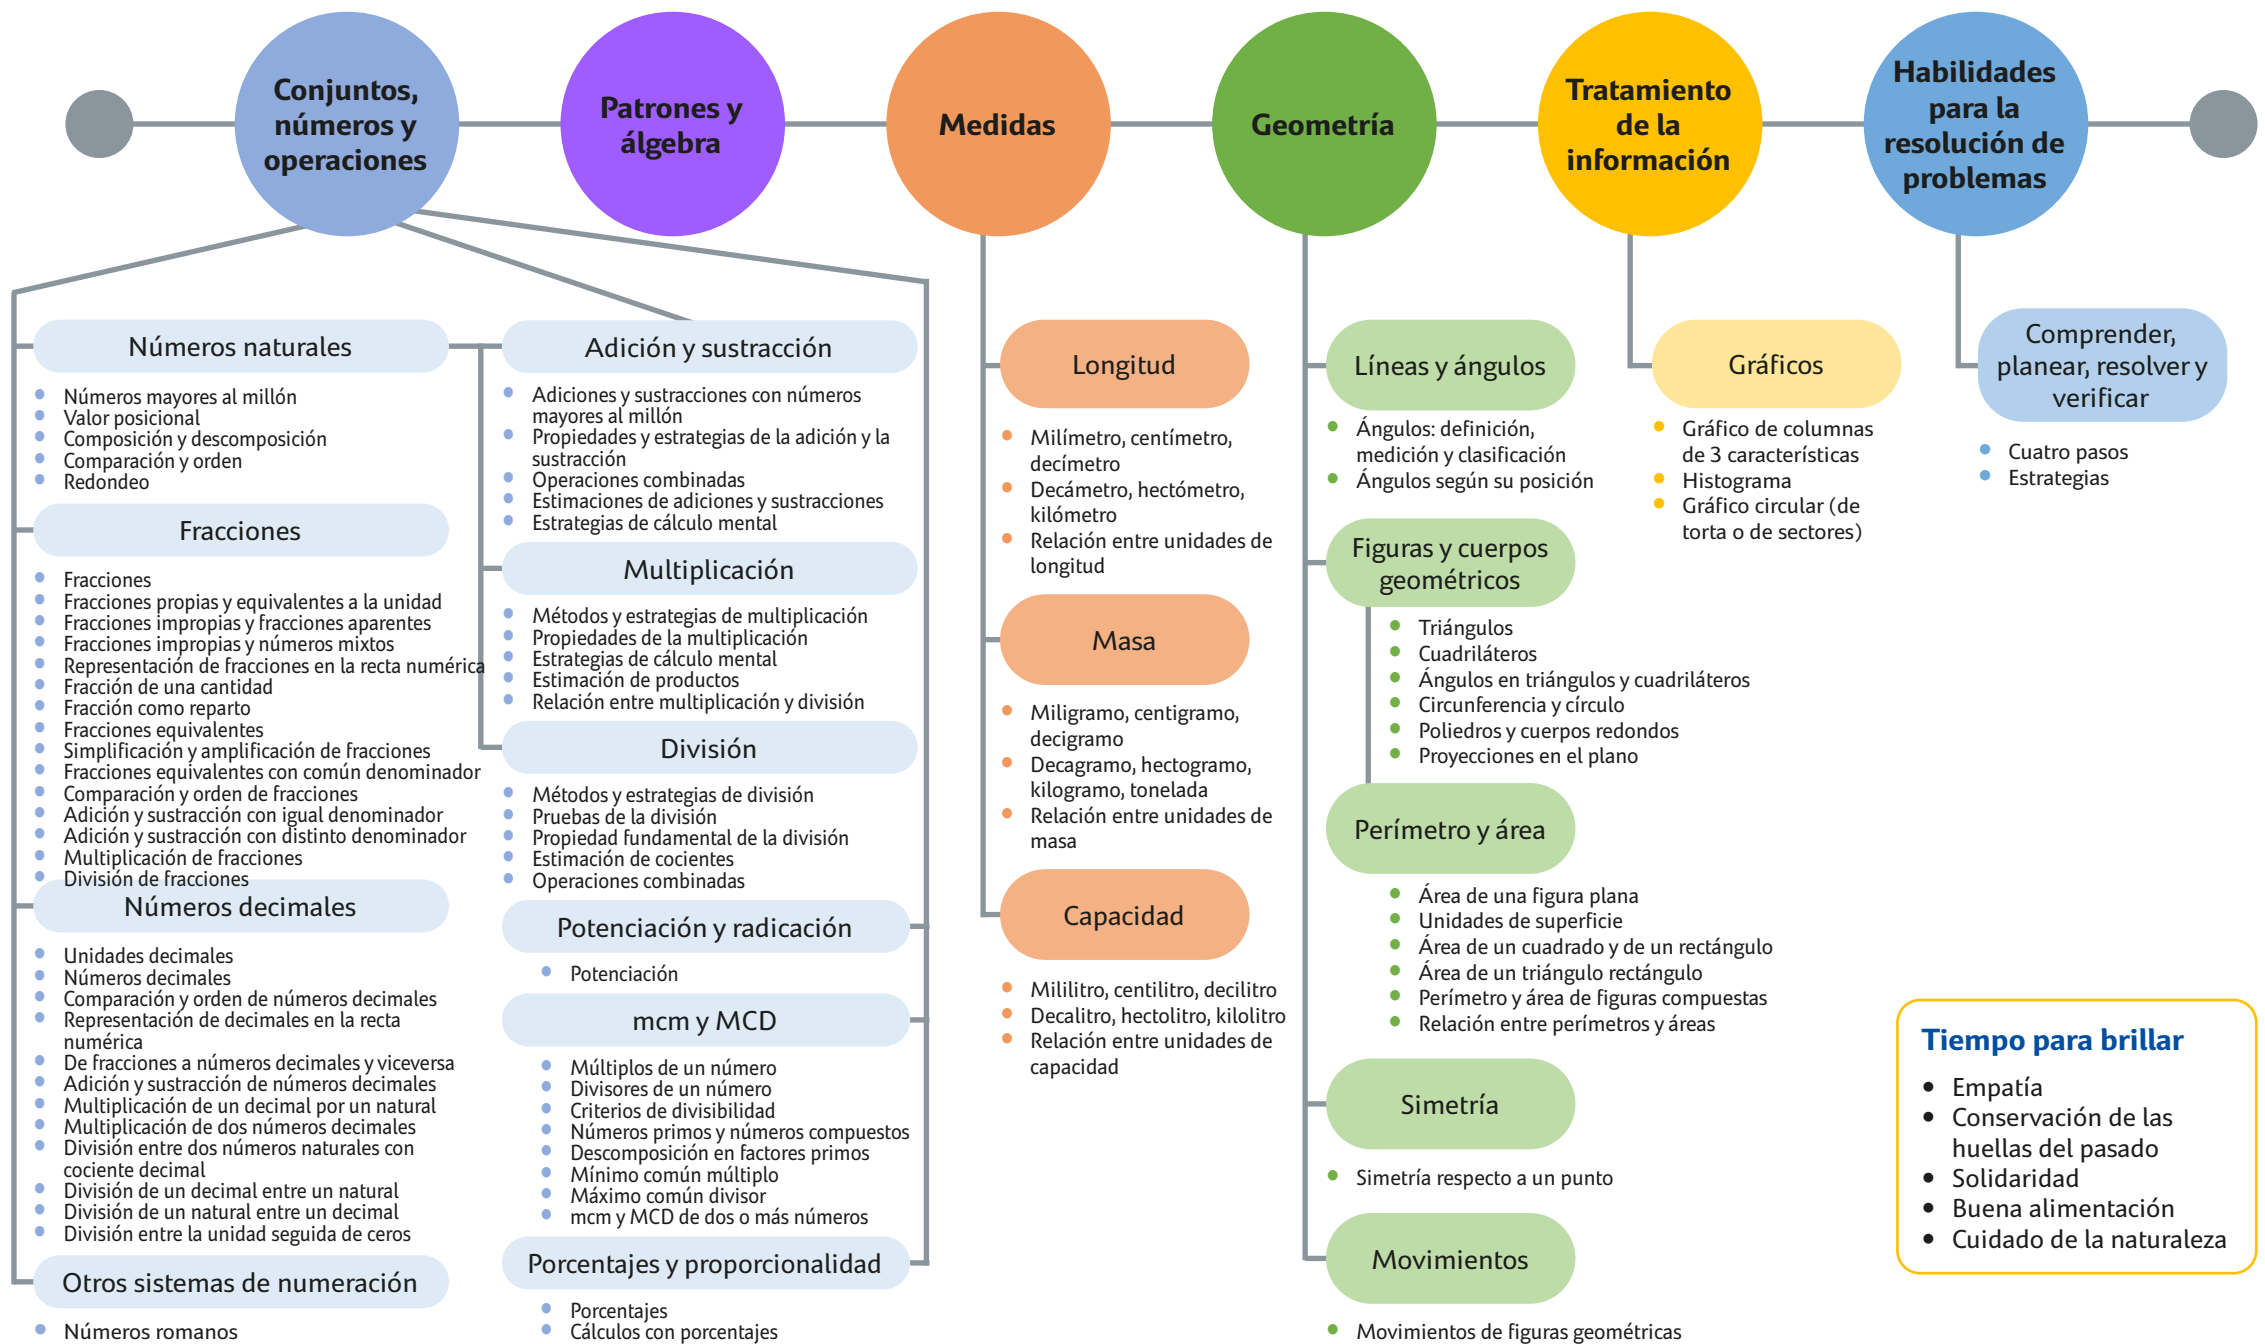 Conjuntos,
números y
operaciones
Patrones y
álgebra
Medidas
Geometría
Tratamiento
de la
información
Habilidades
para la
resolución de
problemas
Números naturales
Números mayores al millón
Valor posicional
Composición y descomposición
Comparación y orden
Redondeo
Fracciones
Fracciones
Fracciones propias y equivalentes a la unidad
Fracciones impropias y fracciones aparentes
Fracciones impropias y números mixtos
Representación de fracciones en la recta numérica
Fracción de una cantidad
Fracción como reparto
Fracciones equivalentes
Simplificación y amplificación de fracciones
Fracciones equivalentes con común denominador
Comparación y orden de fracciones
Adición y sustracción con igual denominador
Adición y sustracción con distinto denominador
Multiplicación de fracciones
División de fracciones
Números decimales
Unidades decimales
Números decimales
Comparación y orden de números decimales
Representación de decimales en la recta
numérica
De fracciones a números decimales y viceversa
Adición y sustracción de números decimales
Multiplicación de un decimal por un natural
Multiplicación de dos números decimales
División entre dos números naturales con
cociente decimal
División de un decimal entre un natural
División de un natural entre un decimal
División entre la unidad seguida de ceros
Otros sistemas de numeración
Números romanos
Adición y sustracción
Adiciones y sustracciones con números
mayores al millón
Propiedades y estrategias de la adición y la
sustracción
Operaciones combinadas
Estimaciones de adiciones y sustracciones
Estrategias de cálculo mental
Multiplicación
Métodos y estrategias de multiplicación
Propiedades de la multiplicación
Estrategias de cálculo mental
Estimación de productos
Relación entre multiplicación y división
División
Métodos y estrategias de división
Pruebas de la división
Propiedad fundamental de la división
Estimación de cocientes
Operaciones combinadas
Potenciación y radicación
Potenciación
mcm y MCD
Múltiplos de un número
Divisores de un número
Criterios de divisibilidad
Números primos y números compuestos
Descomposición en factores primos
Mínimo común múltiplo
Máximo común divisor
mcm y MCD de dos o más números
Porcentajes y proporcionalidad
Porcentajes
Cálculos con porcentajes
Longitud
Milímetro, centímetro,
decímetro
Decámetro, hectómetro,
kilómetro
Relación entre unidades de
longitud
Masa
Miligramo, centigramo,
decigramo
Decagramo, hectogramo,
kilogramo, tonelada
Relación entre unidades de
masa
Capacidad
Mililitro, centilitro, decilitro
Decalitro, hectolitro, kilolitro
Relación entre unidades de
capacidad
Líneas y ángulos
Ángulos: definición,
medición y clasificación
Ángulos según su posición
Figuras y cuerpos
geométricos
Triángulos
Cuadriláteros
Ángulos en triángulos y cuadriláteros
Circunferencia y círculo
Poliedros y cuerpos redondos
Proyecciones en el plano
Perímetro y área
Área de una figura plana
Unidades de superficie
Área de un cuadrado y de un rectángulo
Área de un triángulo rectángulo
Perímetro y área de figuras compuestas
Relación entre perímetros y áreas
Simetría
Simetría respecto a un punto
Movimientos
Movimientos de figuras geométricas
Gráficos
Gráfico de columnas
de 3 características
Histograma
Gráfico circular (de
torta o de sectores)
Comprender,
planear, resolver y
verificar
Cuatro pasos
Estrategias
Tiempo para brillar
Empatía
Conservación de las
huellas del pasado
Solidaridad
Buena alimentación
Cuidado de la naturaleza